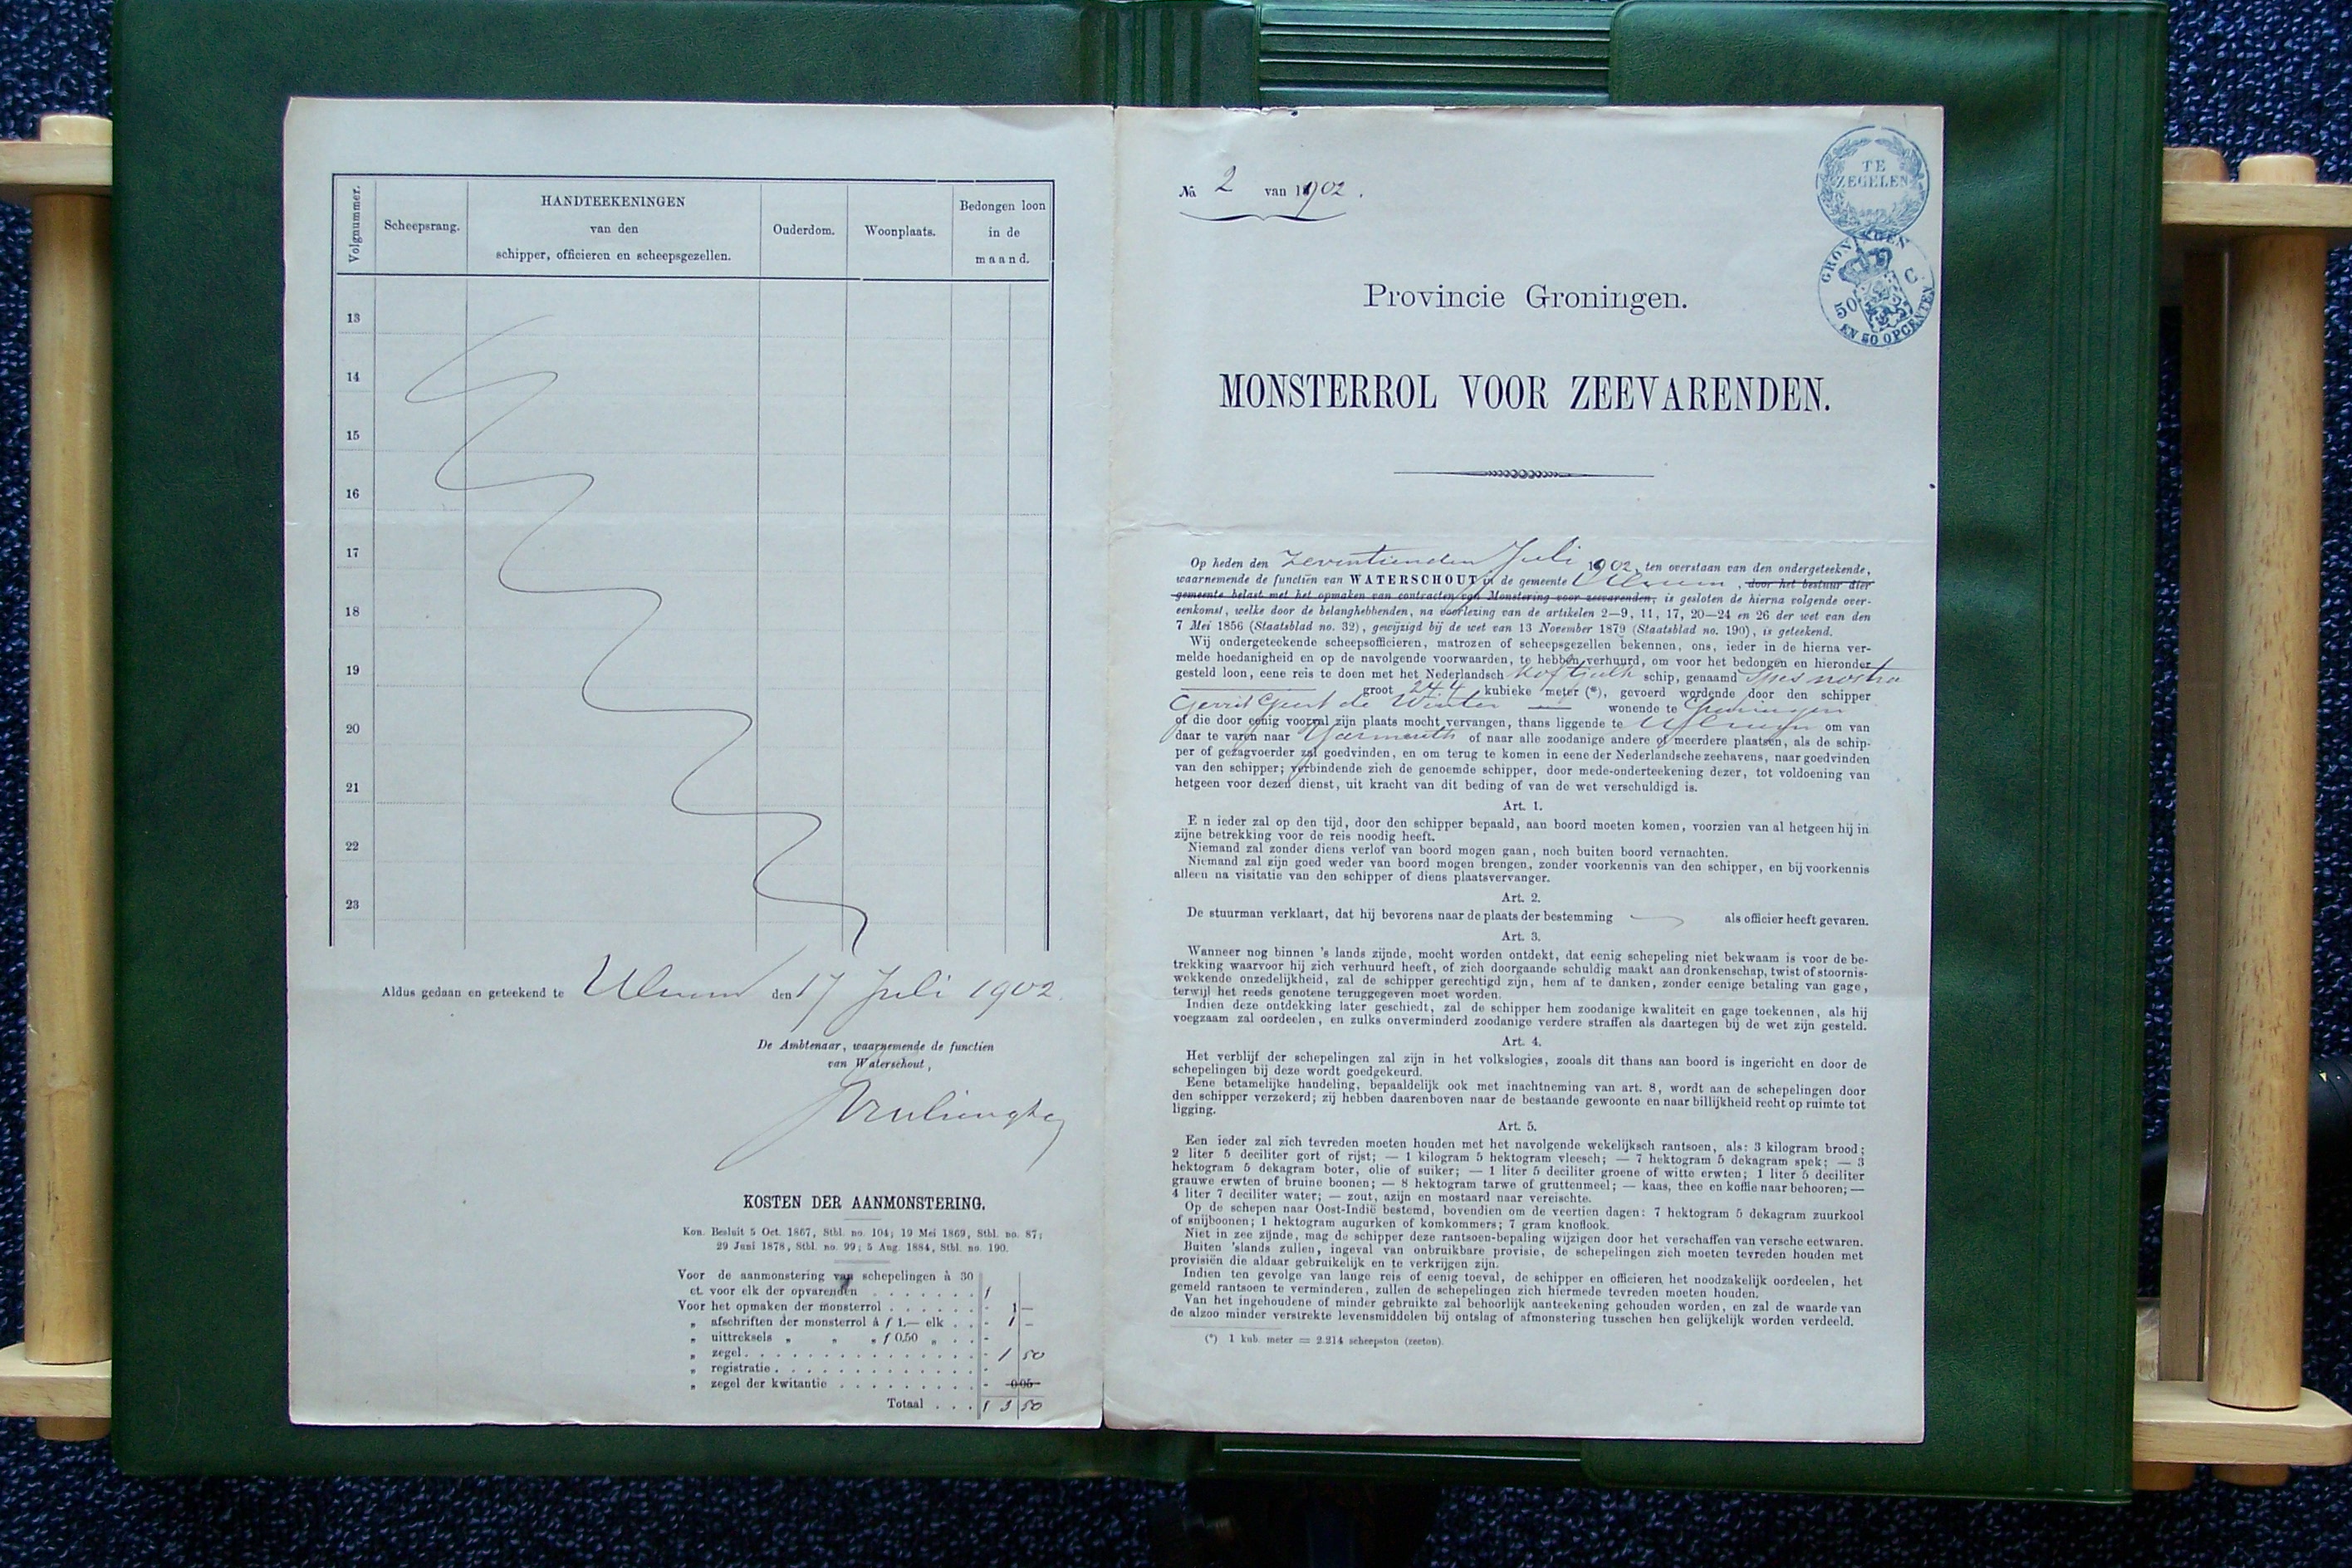 Volgnummer.
Scheepsrang.
HANDTEEKENINGEN
van den
schipper, officieren en scheepsgezellen.
Ouderdom.
Woonplaats.
Bedongen loon
in de
maand.
13
14
15
16
17
18
19
20
21
22
23
Aldus gedaan en geteekend te Ulrum den 17 Juli 1902.
De Ambtenaar, waarnemende de functien
van Waterschout,
KOSTEN DER AANMONSTERING.
Kon. Besluit 5 Oct. 1867, Stbl. no. 104; 19 Mei 1869, Stbl. no. 87;
29 Juni 1878, Stbl. no. 99; 5 Aug. 1884, Stbl. no. 190.
Voor de aanmonstering van schepelingen à 30
ct. voor elk der opvarenden . . . . . . . f
Voor het opmaken der monsterrol . . . . . . - 1 —
„ afschriften der monsterrol à f 1.— elk . . - 1 —
„ uittreksels „ „ „ f 0,50 „ . . -
„ zegel . . . . . . . . . . . . . . . - 1 50
„ registratie . . . . . . . . . . . . . -
„ zegel der kwitantie . . . . . . . . . - 0 05
Totaal . . . f 3 50
No 2 van 1902.
TE
ZEGELEN
GRONINGEN
50 C.
EN 50 OPCENTEN
Provincie Groningen.
MONSTERROL VOOR ZEEVARENDEN.
Op heden den zeventienden Juli 1902, ten overstaan van den ondergeteekende,
waarnemende de functiën van WATERSCHOUT in de gemeente Ulrum, door het bestuur dier
gemeente belast met het opmaken van contracten van Monstering voor zeevarenden, is gesloten de hierna volgende over-
eenkomst, welke door de belanghebbenden, na voorlezing van de artikelen 2—9, 11, 17, 20—24 en 26 der wet van den
7 Mei 1856 (Staatsblad no. 32), gewijzigd bij de wet van 13 November 1879 (Staatsblad no. 190), is geteekend.
Wij ondergeteekende scheepsofficieren, matrozen of scheepsgezellen bekennen, ons, ieder in de hierna ver-
melde hoedanigheid en op de navolgende voorwaarden, te hebben verhuurd, om voor het bedongen en hieronder
gesteld loon, eene reis te doen met het Nederlandsch koftjalk schip, genaamd Spes nostra
groot 244 kubieke meter (*), gevoerd wordende door den schipper
Gerrit Geert de Winter — wonende te Groningen
of die door eenig voorval zijn plaats mocht vervangen, thans liggende te Ulrum om van
daar te varen naar Yarmouth of naar alle zoodanige andere of meerdere plaatsen, als de schip-
per of gezagvoerder zal goedvinden, en om terug te komen in eene der Nederlandsche zeehavens, naar goedvinden
van den schipper; verbindende zich de genoemde schipper, door mede-onderteekening dezer, tot voldoening van
hetgeen voor dezen dienst, uit kracht van dit beding of van de wet verschuldigd is.
Art. 1.
E n ieder zal op den tijd, door den schipper bepaald, aan boord moeten komen, voorzien van al hetgeen hij in
zijne betrekking voor de reis noodig heeft.
Niemand zal zonder diens verlof van boord mogen gaan, noch buiten boord vernachten.
Niemand zal zijn goed weder van boord mogen brengen, zonder voorkennis van den schipper, en bij voorkennis
alleen na visitatie van den schipper of diens plaatsvervanger.
Art. 2.
De stuurman verklaart, dat hij bevorens naar de plaats der bestemming — als officier heeft gevaren.
Art. 3.
Wanneer nog binnen 's lands zijnde, mocht worden ontdekt, dat eenig schepeling niet bekwaam is voor de be-
trekking waarvoor hij zich verhuurd heeft, of zich doorgaande schuldig maakt aan dronkenschap, twist of stoornis-
wekkende onzedelijkheid, zal de schipper gerechtigd zijn, hem af te danken, zonder eenige betaling van gage,
terwijl het reeds genotene teruggegeven moet worden.
Indien deze ontdekking later geschiedt, zal de schipper hem zoodanige kwaliteit en gage toekennen, als hij
voegzaam zal oordeelen, en zulks onverminderd zoodanige verdere straffen als daartegen bij de wet zijn gesteld.
Art. 4.
Het verblijf der schepelingen zal zijn in het volkslogies, zooals dit thans aan boord is ingericht en door de
schepelingen bij deze wordt goedgekeurd.
Eene betamelijke handeling, bepaaldelijk ook met inachtneming van art. 8, wordt aan de schepelingen door
den schipper verzekerd; zij hebben daarenboven naar de bestaande gewoonte en naar billijkheid recht op ruimte tot
ligging.
Art. 5.
Een ieder zal zich tevreden moeten houden met het navolgende wekelijksch rantsoen, als: 3 kilogram brood;
2 liter 5 deciliter gort of rijst; — 1 kilogram 5 hektogram vleesch; — 7 hektogram 5 dekagram spek; — 3
hektogram 5 dekagram boter, olie of suiker; — 1 liter 5 deciliter groene of witte erwten; 1 liter 5 deciliter
grauwe erwten of bruine boonen; — 8 hektogram tarwe of gruttenmeel; — kaas, thee en koffie naar behooren; —
4 liter 7 deciliter water; — zout, azijn en mostaard naar vereischte.
Op de schepen naar Oost-Indië bestemd, bovendien om de veertien dagen: 7 hektogram 5 dekagram zuurkool
of snijboonen; 1 hektogram augurken of komkommers; 7 gram knoflook.
Niet in zee zijnde, mag de schipper deze rantsoen-bepaling wijzigen door het verschaffen van versche eetwaren.
Buiten 'slands zullen, ingeval van onbruikbare provisie, de schepelingen zich moeten tevreden houden met
provisiën die aldaar gebruikelijk en te verkrijgen zijn.
Indien ten gevolge van lange reis of eenig toeval, de schipper en officieren het noodzakelijk oordeelen, het
gemeld rantsoen te verminderen, zullen de schepelingen zich hiermede tevreden moeten houden.
Van het ingehoudene of minder gebruikte zal behoorlijk aanteekening gehouden worden, en zal de waarde van
de alzoo minder verstrekte levensmiddelen bij ontslag of afmonstering tusschen hen gelijkelijk worden verdeeld.
(*) 1 kub. meter = 2.214 scheepston (zeeton).